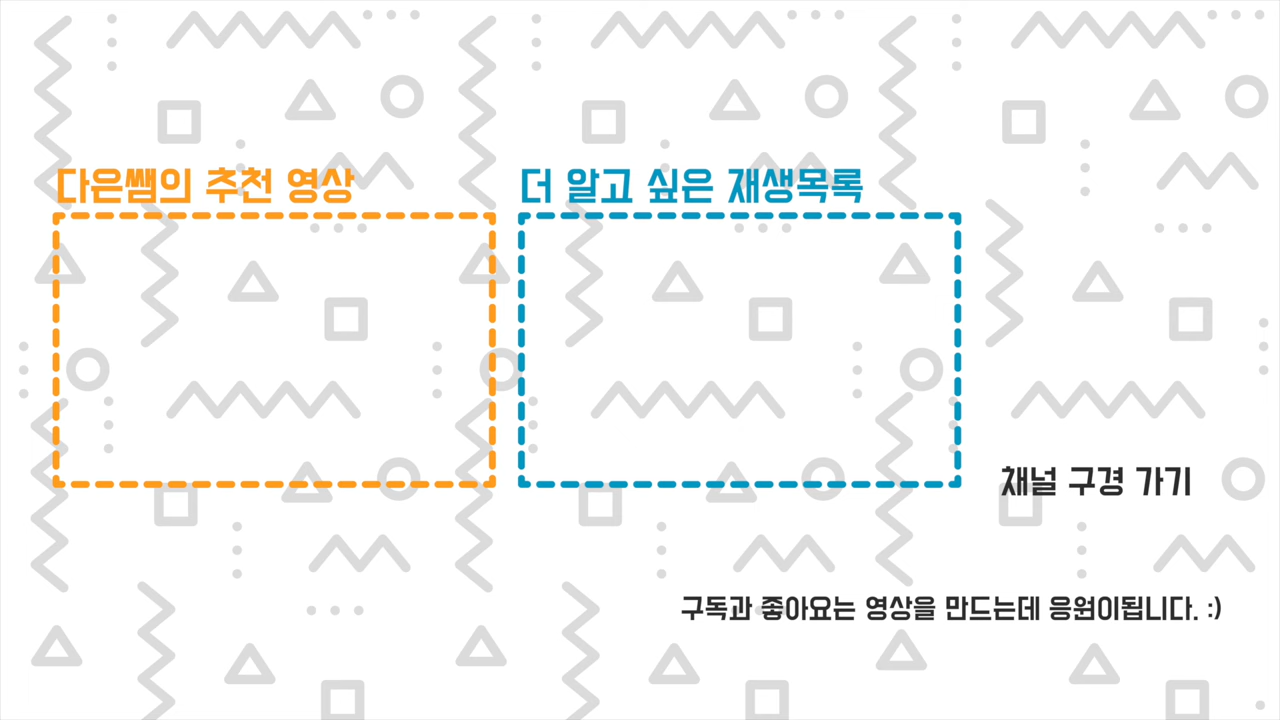 다은쌤의 추천 영상
더 알고 싶은 재생목록
채널 구경 가기
구독과 좋아요는 영상을 만드는데 응원이됩니다. :)